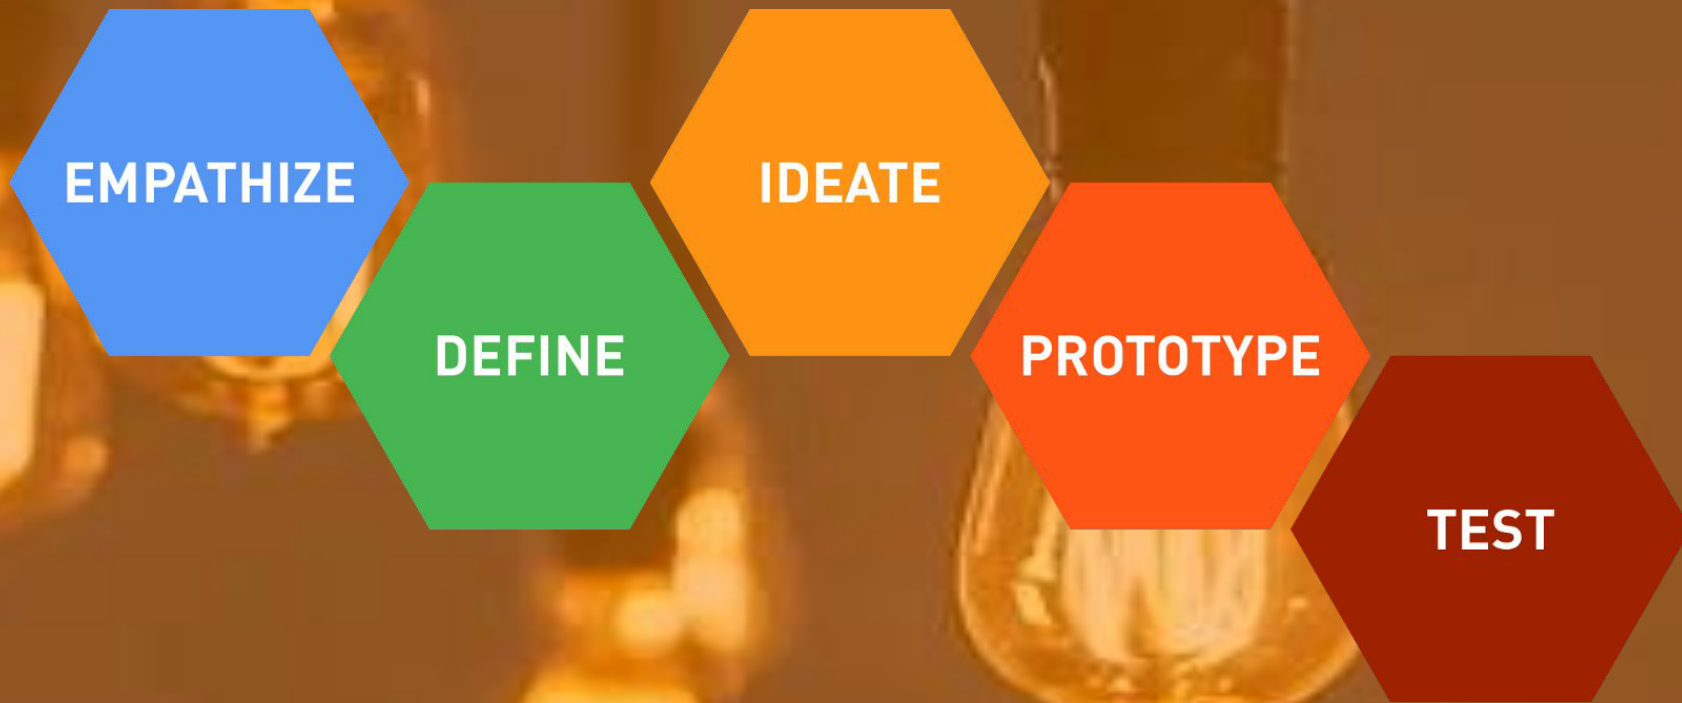 EMPATHIZE
DEFINE
IDEATE
PROTOTYPE
TEST